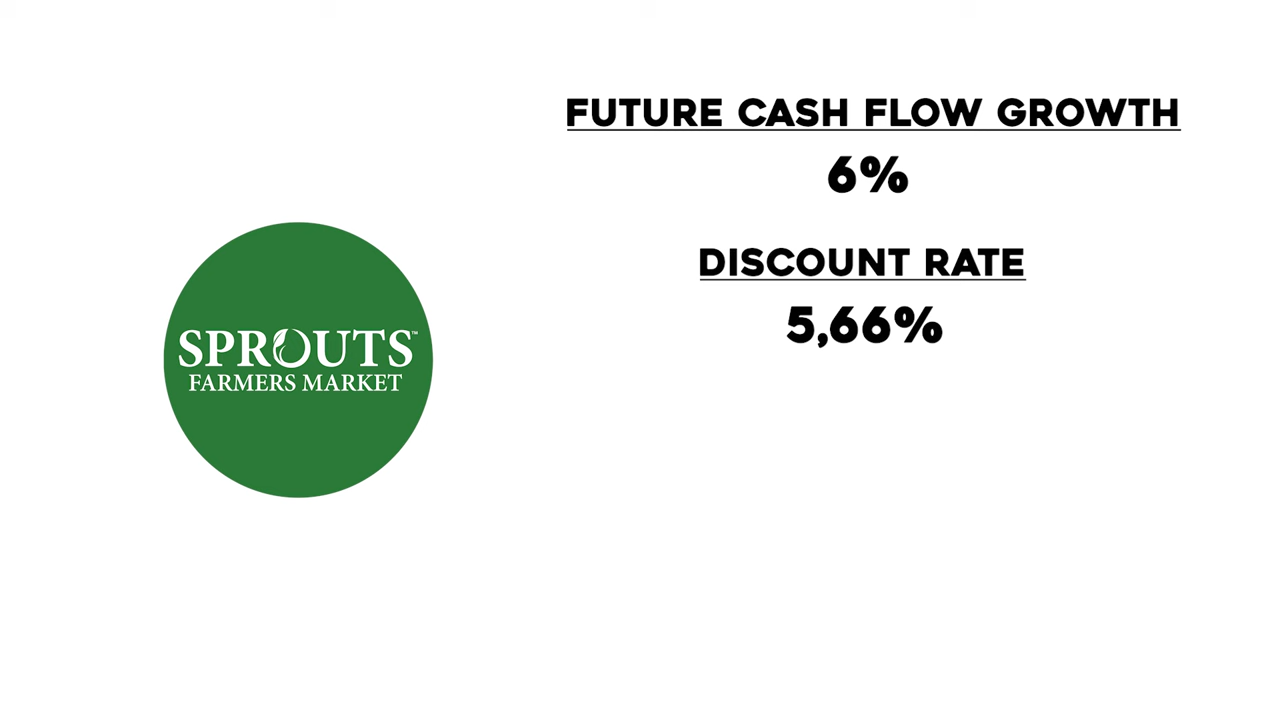 FUTURE CASH FLOW GROWTH
6%
DISCOUNT RATE
5,66%
SPROUTS™
FARMERS MARKET